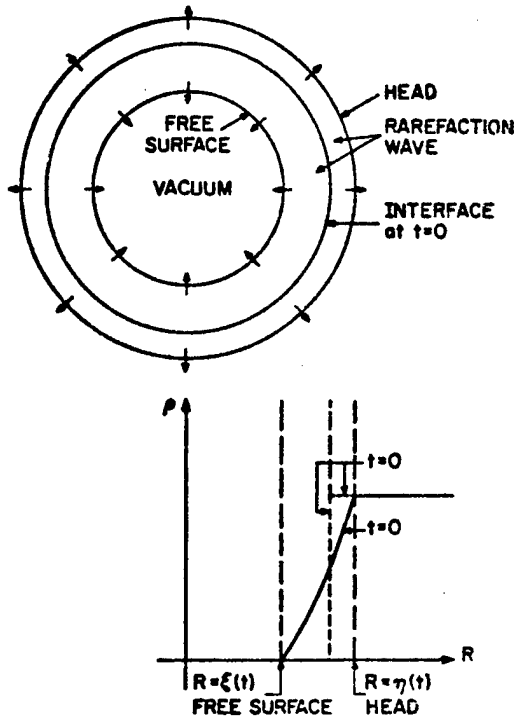 HEAD
FREE
SURFACE
RAREFACTION
WAVE
VACUUM
INTERFACE
at t=0
ρ
t=0
t=0
R
R=ξ(t)
FREE SURFACE
R=η(t)
HEAD